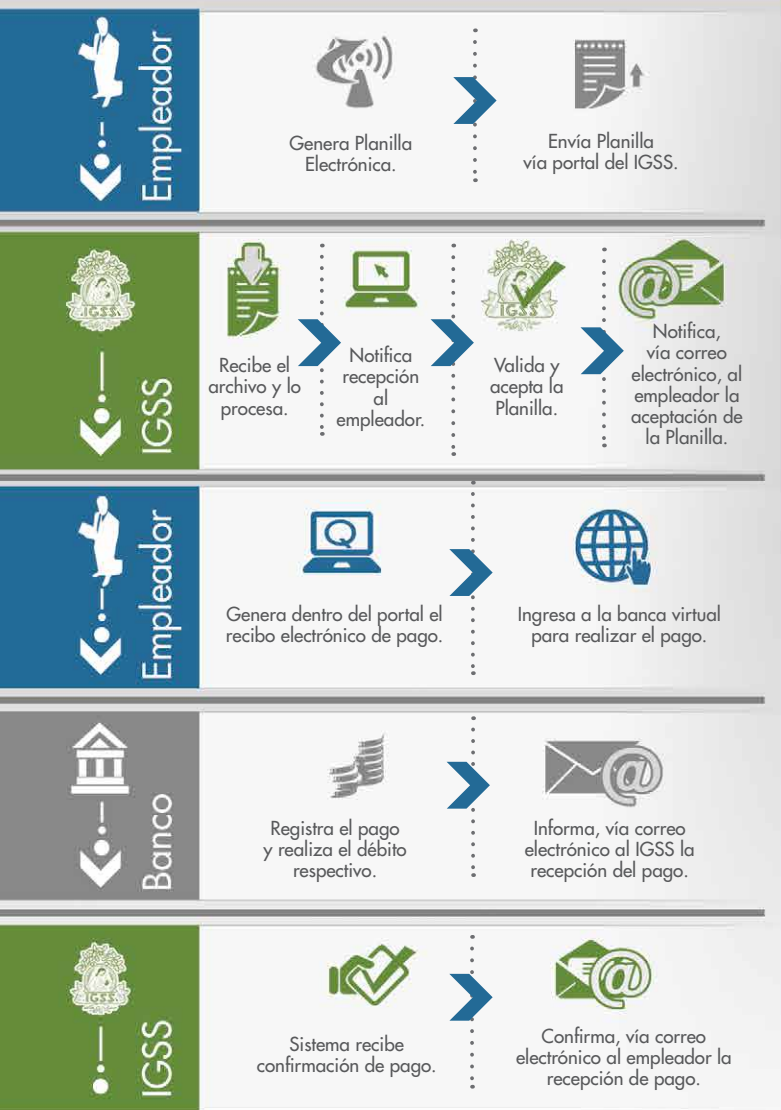 Empleador
Genera Planilla
Electrónica.
Envía Planilla
vía portal del IGSS.
IGSS
IGSS
Recibe el
archivo y lo
procesa.
Notifica
recepción
al
empleador.
IGSS
Valida y
acepta la
Planilla.
Notifica,
vía correo
electrónico, al
empleador la
aceptación de
la Planilla.
Empleador
Q
Genera dentro del portal el
recibo electrónico de pago.
Ingresa a la banca virtual
para realizar el pago.
Banco
Registra el pago
y realiza el débito
respectivo.
@
Informa, vía correo
electrónico al IGSS la
recepción del pago.
IGSS
IGSS
Sistema recibe
confirmación de pago.
@
Confirma, vía correo
electrónico al empleador la
recepción de pago.